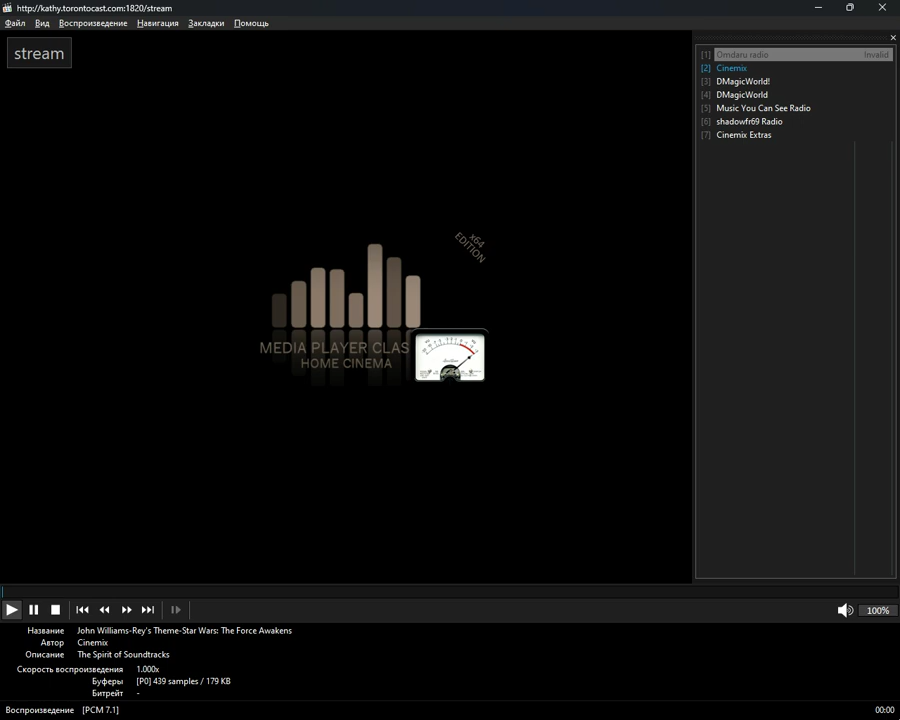 http://kathy.torontocast.com:1820/stream
Файл Вид Воспроизведение Навигация Закладки Помощь
stream
[1] Omdaru radio Invalid
[2] Cinemix
[3] DMagicWorld!
[4] DMagicWorld
[5] Music You Can See Radio
[6] shadowfr69 Radio
[7] Cinemix Extras
x64
EDITION
MEDIA PLAYER CLAS
HOME CINEMA
100%
Название John Williams-Rey's Theme-Star Wars: The Force Awakens
Автор Cinemix
Описание The Spirit of Soundtracks
Скорость воспроизведения 1.000x
Буферы [P0] 439 samples / 179 KB
Битрейт -
Воспроизведение [PCM 7.1] 00:00